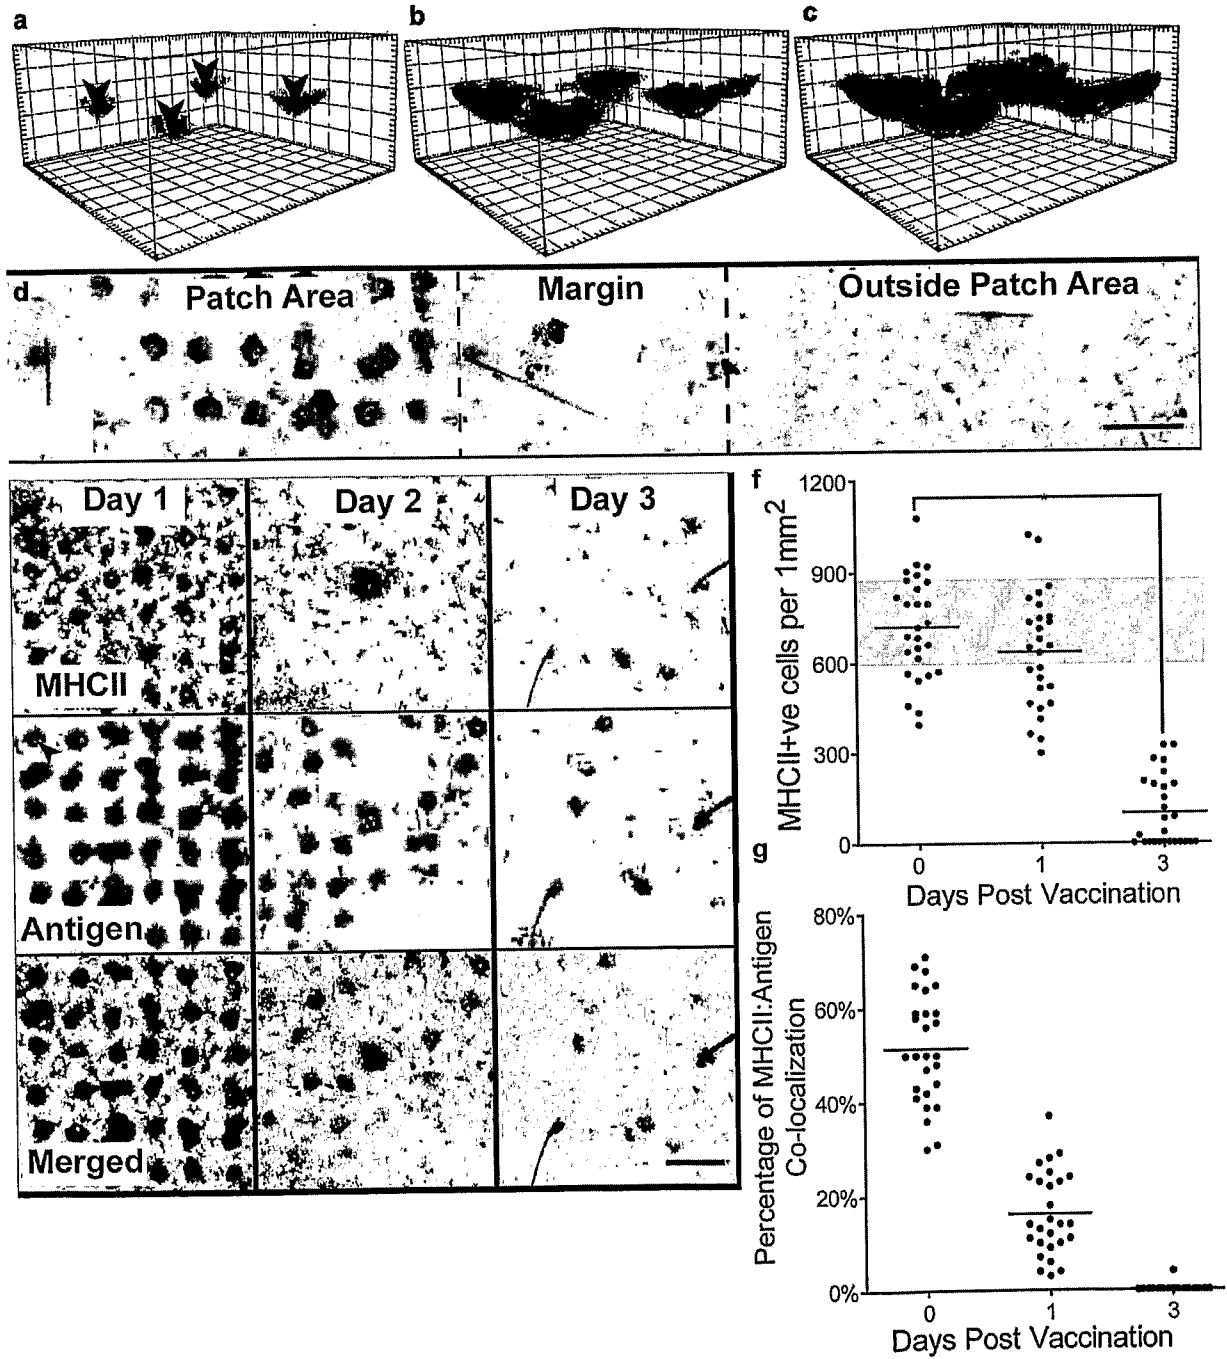 a
b
c
d
Patch Area
Margin
Outside Patch Area
Day 1
Day 2
Day 3
MHCII
Antigen
Merged
f
MHCII+ve cells per 1mm2
1200
900
600
300
0
0
1
3
Days Post Vaccination
g
Percentage of MHCII:Antigen
Co-localization
80%
60%
40%
20%
0%
0
1
3
Days Post Vaccination